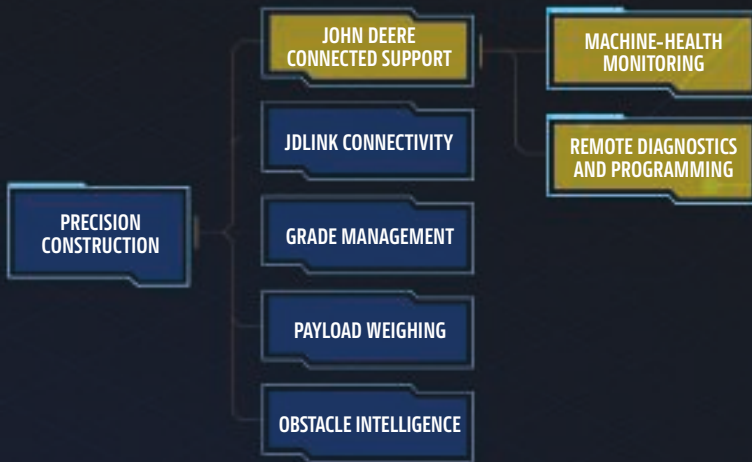 JOHN DEERE
CONNECTED SUPPORT
MACHINE-HEALTH
MONITORING
JDLINK CONNECTIVITY
REMOTE DIAGNOSTICS
AND PROGRAMMING
PRECISION
CONSTRUCTION
GRADE MANAGEMENT
PAYLOAD WEIGHING
OBSTACLE INTELLIGENCE